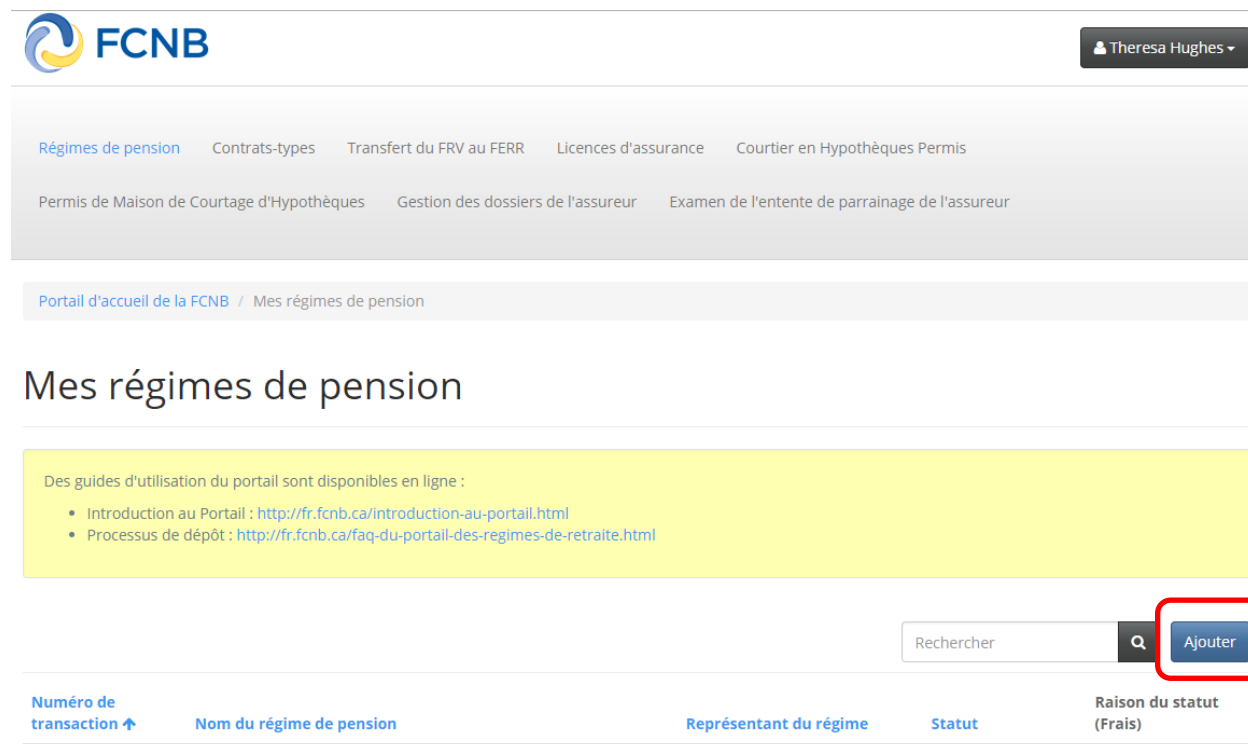 FCNB
Theresa Hughes
Régimes de pension Contrats-types Transfert du FRV au FERR Licences d'assurance Courtier en Hypothèques Permis
Permis de Maison de Courtage d'Hypothèques Gestion des dossiers de l'assureur Examen de l'entente de parrainage de l'assureur
Portail d'accueil de la FCNB / Mes régimes de pension
Mes régimes de pension
Des guides d'utilisation du portail sont disponibles en ligne :
• Introduction au Portail : http://fr.fcnb.ca/introduction-au-portail.html
• Processus de dépôt : http://fr.fcnb.ca/faq-du-portail-des-regimes-de-retraite.html
Rechercher Ajouter
Numéro de transaction ↑ Nom du régime de pension Représentant du régime Statut Raison du statut (Frais)